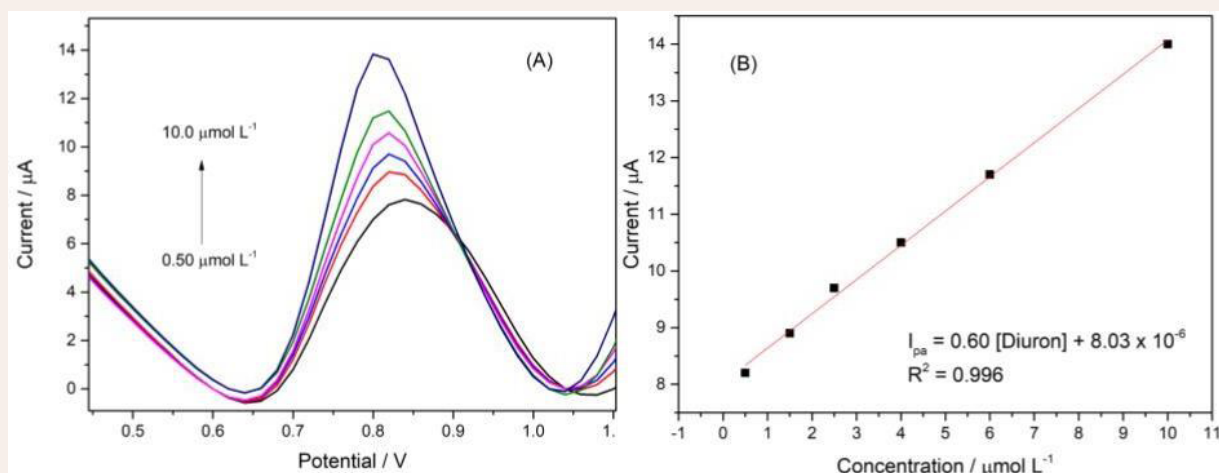 (A)
14
12
10
8
6
4
2
0
Current / μA
10.0 μmol L⁻¹
0.50 μmol L⁻¹
0.5 0.6 0.7 0.8 0.9 1.0 1.
Potential / V
(B)
14
13
12
11
10
9
8
Current / μA
I_pa = 0.60 [Diuron] + 8.03 x 10⁻⁶
R² = 0.996
-1 0 1 2 3 4 5 6 7 8 9 10 11
Concentration / μmol L⁻¹